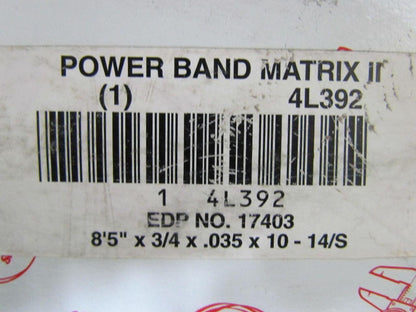 POWER BAND MATRIX II
(1) 4L392
1 4L392
EDP NO. 17403
8'5" x 3/4 x .035 x 10 - 14/S